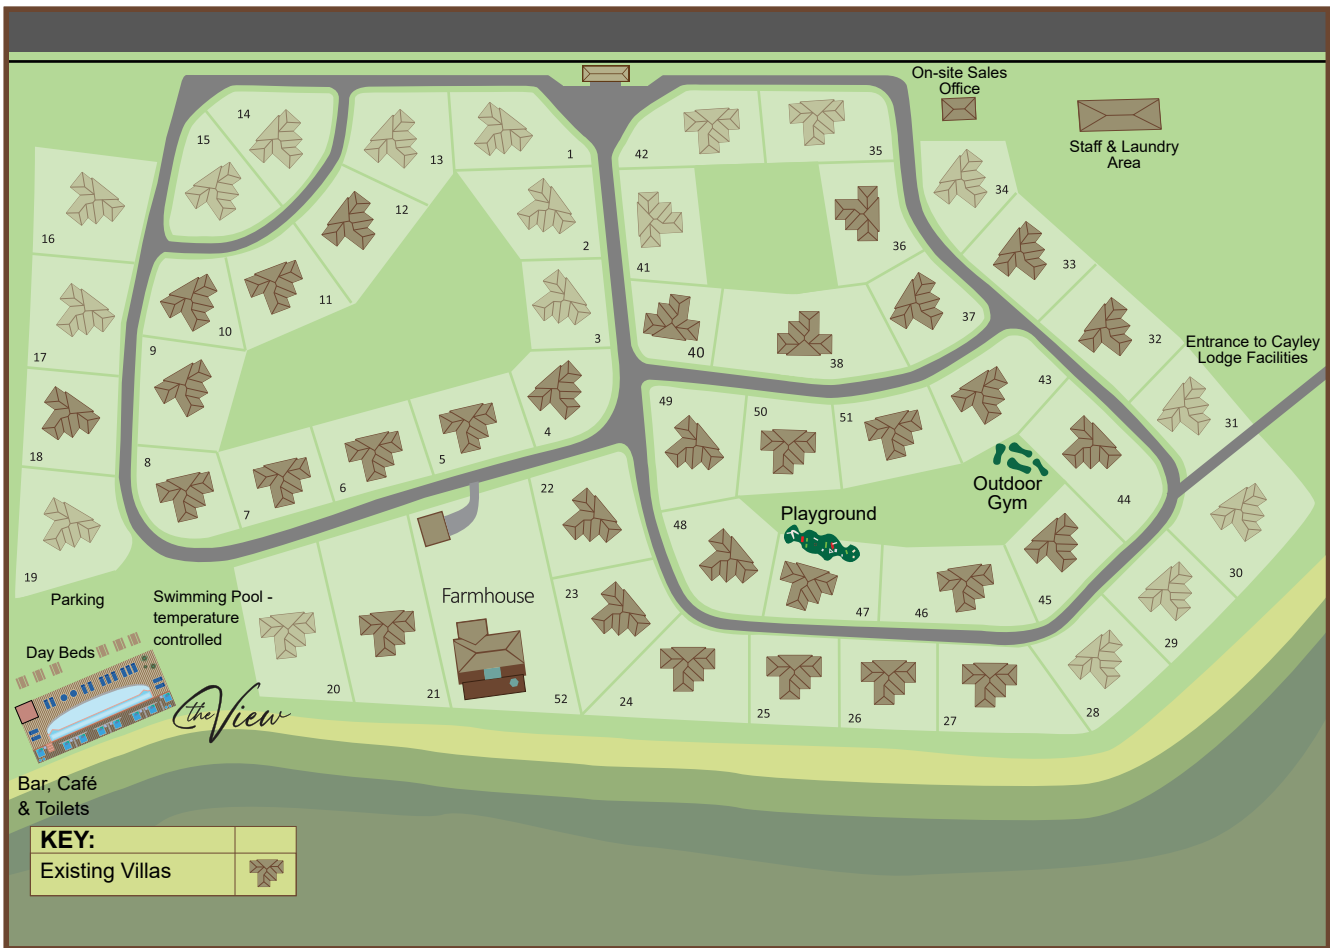 On-site Sales
Office
Staff & Laundry
Area
14
15
13
1
42
35
34
16
12
2
41
36
33
17
11
10
3
40
38
37
32
Entrance to Cayley
Lodge Facilities
9
18
8
7
6
5
4
49
50
51
43
31
44
Outdoor
Gym
Playground
19
22
48
30
Parking
Swimming Pool -
temperature
controlled
Farmhouse
23
47
46
45
29
Day Beds
20
21
52
24
25
26
27
28
the View
Bar, Café
& Toilets
KEY:
Existing Villas